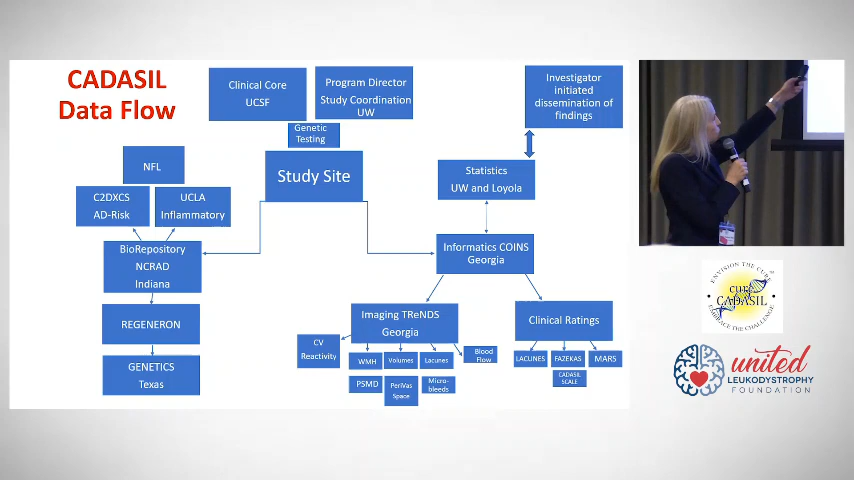 CADASIL
Data Flow
Clinical Core
UCSF
Program Director
Study Coordination
UW
Genetic
Testing
Study Site
Investigator
initiated
dissemination of
findings
NFL
C2DXCS
AD-Risk
UCLA
Inflammatory
BioRepository
NCRAD
Indiana
REGENERON
GENETICS
Texas
Statistics
UW and Loyola
Informatics COINS
Georgia
Imaging TReNDS
Georgia
CV
Reactivity
WMH
Volumes
Lacunes
Blood
Flow
PSMD
PeriVas
Space
Micro-
bleeds
Clinical Ratings
LACUNES
FAZEKAS
MARS
CADASIL
SCALE
ENVISION THE CURE
cure
CADASIL
EMBRACE THE CHALLENGE
united
LEUKODYSTROPHY
FOUNDATION